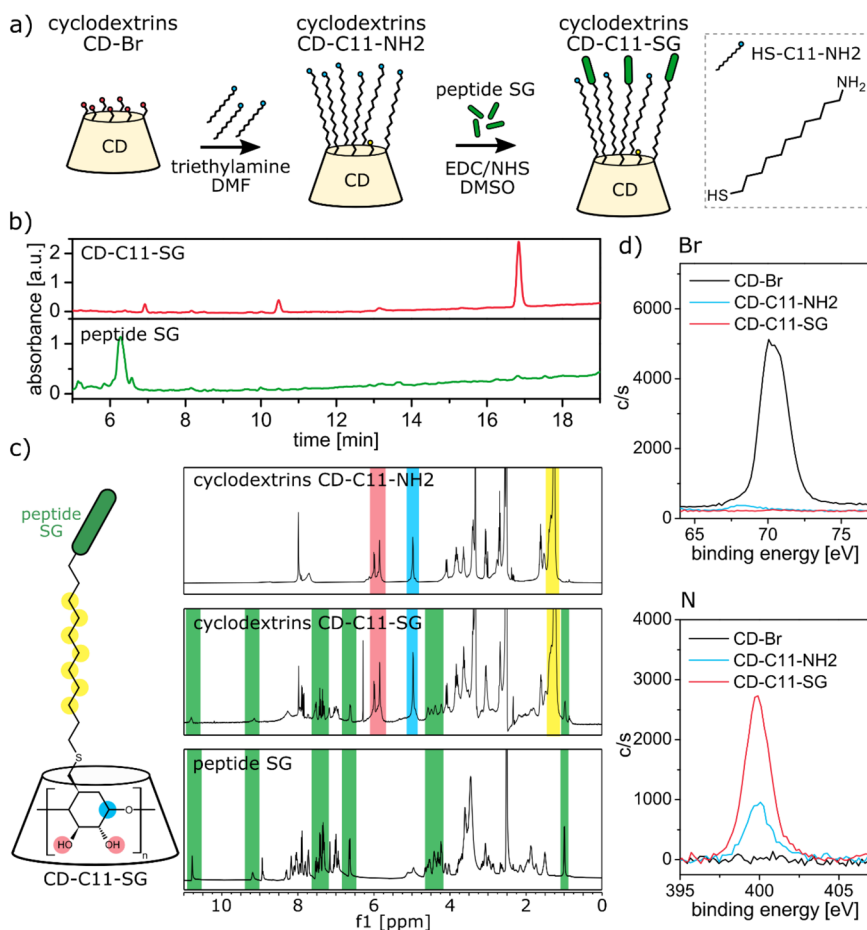 a)
cyclodextrins
CD-Br
CD
triethylamine
DMF
cyclodextrins
CD-C11-NH2
CD
peptide SG
EDC/NHS
DMSO
cyclodextrins
CD-C11-SG
CD
HS-C11-NH2
NH2
HS
b)
absorbance [a.u.]
CD-C11-SG
2
1
0
peptide SG
1
0
6 8 10 12 14 16 18
time [min]
c)
peptide
SG
S
O
n
HO OH
CD-C11-SG
cyclodextrins CD-C11-NH2
cyclodextrins CD-C11-SG
peptide SG
10 8 6 4 2 0
f1 [ppm]
d) Br
CD-Br
CD-C11-NH2
CD-C11-SG
c/s
6000
4000
2000
0
65 70 75
binding energy [eV]
N
CD-Br
CD-C11-NH2
CD-C11-SG
c/s
4000
3000
2000
1000
0
395 400 405
binding energy [eV]